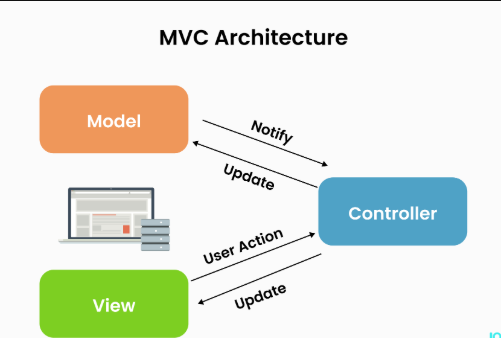 MVC Architecture
Model
Notify
Update
Controller
User Action
Update
View